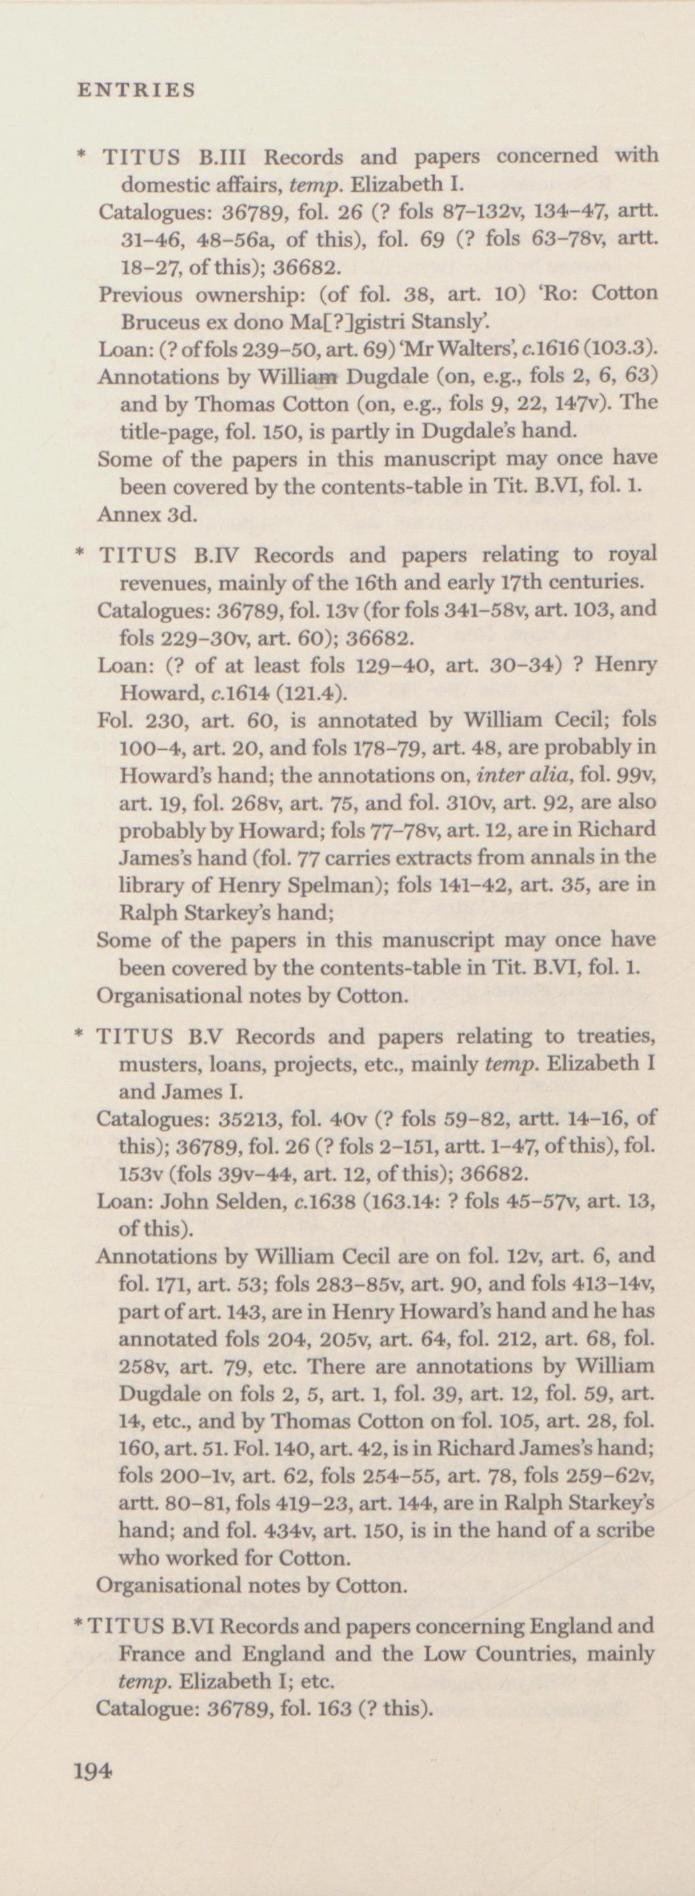 ENTRIES
* TITUS B.III Records and papers concerned with
domestic affairs, temp. Elizabeth I.
Catalogues: 36789, fol. 26 (? fols 87–132v, 134–47, artt.
31–46, 48–56a, of this), fol. 69 (? fols 63–78v, artt.
18–27, of this); 36682.
Previous ownership: (of fol. 38, art. 10) ‘Ro: Cotton
Bruceus ex dono Ma[?]gistri Stansly’.
Loan: (? of fols 239–50, art. 69) ‘Mr Walters’, c.1616 (103.3).
Annotations by William Dugdale (on, e.g., fols 2, 6, 63)
and by Thomas Cotton (on, e.g., fols 9, 22, 147v). The
title-page, fol. 150, is partly in Dugdale’s hand.
Some of the papers in this manuscript may once have
been covered by the contents-table in Tit. B.VI, fol. 1.
Annex 3d.
* TITUS B.IV Records and papers relating to royal
revenues, mainly of the 16th and early 17th centuries.
Catalogues: 36789, fol. 13v (for fols 341–58v, art. 103, and
fols 229–30v, art. 60); 36682.
Loan: (? of at least fols 129–40, art. 30–34) ? Henry
Howard, c.1614 (121.4).
Fol. 230, art. 60, is annotated by William Cecil; fols
100–4, art. 20, and fols 178–79, art. 48, are probably in
Howard’s hand; the annotations on, inter alia, fol. 99v,
art. 19, fol. 268v, art. 75, and fol. 310v, art. 92, are also
probably by Howard; fols 77–78v, art. 12, are in Richard
James’s hand (fol. 77 carries extracts from annals in the
library of Henry Spelman); fols 141–42, art. 35, are in
Ralph Starkey’s hand;
Some of the papers in this manuscript may once have
been covered by the contents-table in Tit. B.VI, fol. 1.
Organisational notes by Cotton.
* TITUS B.V Records and papers relating to treaties,
musters, loans, projects, etc., mainly temp. Elizabeth I
and James I.
Catalogues: 35213, fol. 40v (? fols 59–82, artt. 14–16, of
this); 36789, fol. 26 (? fols 2–151, artt. 1–47, of this), fol.
153v (fols 39v–44, art. 12, of this); 36682.
Loan: John Selden, c.1638 (163.14: ? fols 45–57v, art. 13,
of this).
Annotations by William Cecil are on fol. 12v, art. 6, and
fol. 171, art. 53; fols 283–85v, art. 90, and fols 413–14v,
part of art. 143, are in Henry Howard’s hand and he has
annotated fols 204, 205v, art. 64, fol. 212, art. 68, fol.
258v, art. 79, etc. There are annotations by William
Dugdale on fols 2, 5, art. 1, fol. 39, art. 12, fol. 59, art.
14, etc., and by Thomas Cotton on fol. 105, art. 28, fol.
160, art. 51. Fol. 140, art. 42, is in Richard James’s hand;
fols 200–1v, art. 62, fols 254–55, art. 78, fols 259–62v,
artt. 80–81, fols 419–23, art. 144, are in Ralph Starkey’s
hand; and fol. 434v, art. 150, is in the hand of a scribe
who worked for Cotton.
Organisational notes by Cotton.
* TITUS B.VI Records and papers concerning England and
France and England and the Low Countries, mainly
temp. Elizabeth I; etc.
Catalogue: 36789, fol. 163 (? this).
194